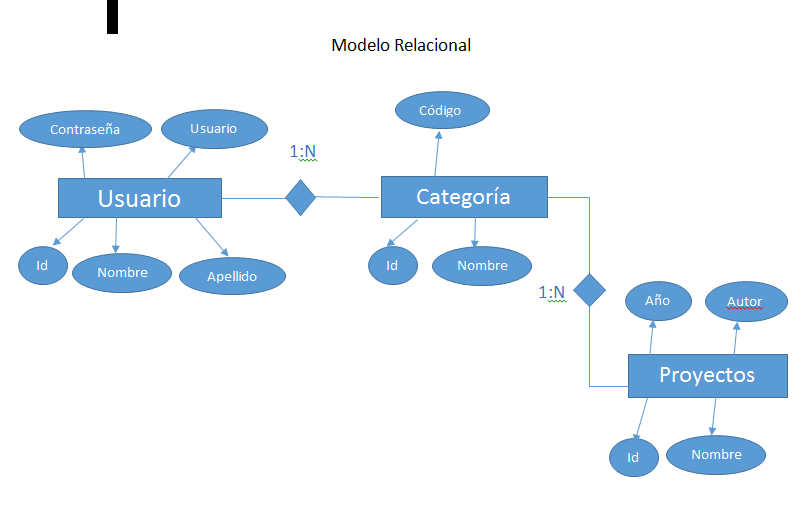 Modelo Relacional
Contraseña
Usuario
Código
1:N
Usuario
Categoría
Id
Nombre
Apellido
Id
Nombre
1:N
Año
Autor
Proyectos
Id
Nombre